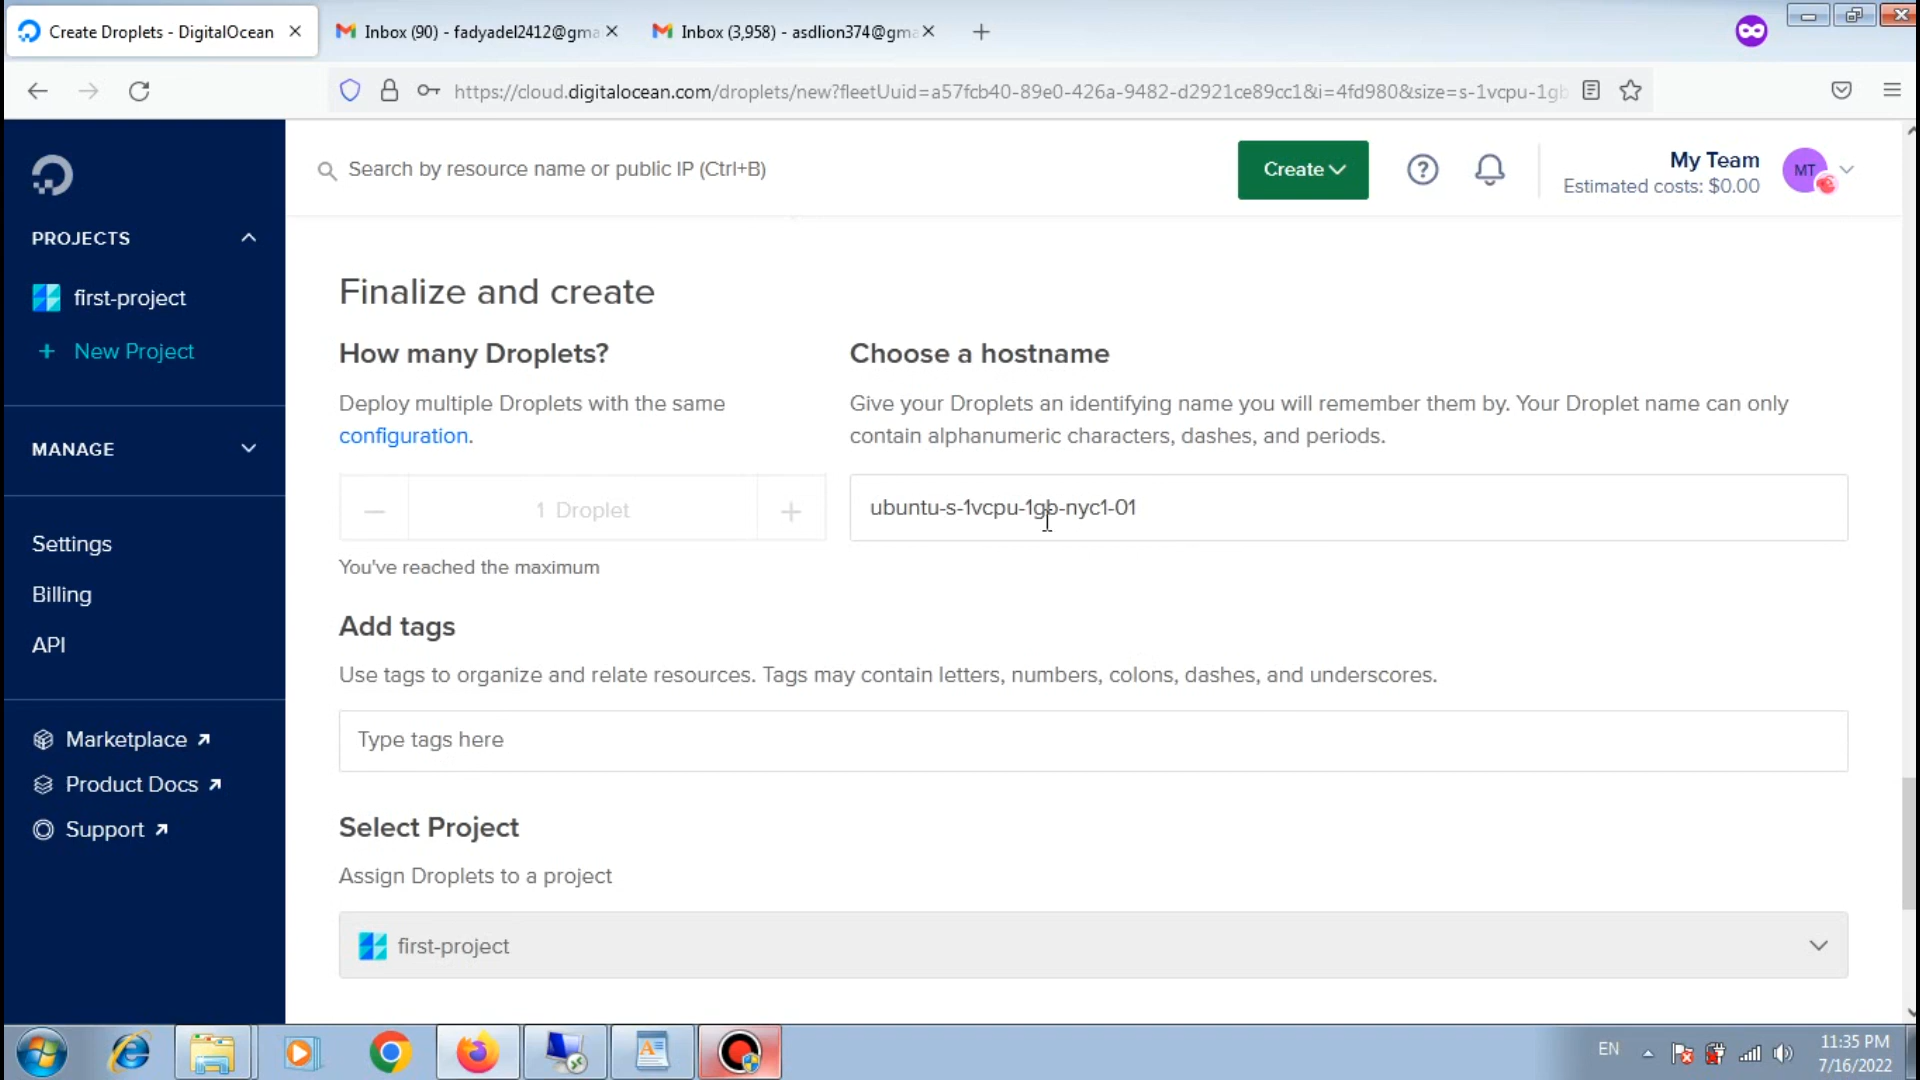 Create Droplets - DigitalOcean
Inbox (90) - fadyadel2412@gma
Inbox (3,958) - asdlion374@gma
https://cloud.digitalocean.com/droplets/new?fleetUuid=a57fcb40-89e0-426a-9482-d2921ce89cc1&i=4fd980&size=s-1vcpu-1gb
Search by resource name or public IP (Ctrl+B)
Create
?
My Team
Estimated costs: $0.00
MT
PROJECTS
first-project
+ New Project
MANAGE
Settings
Billing
API
Marketplace
Product Docs
Support
Finalize and create
How many Droplets?
Deploy multiple Droplets with the same
configuration.
1 Droplet
You've reached the maximum
Choose a hostname
Give your Droplets an identifying name you will remember them by. Your Droplet name can only
contain alphanumeric characters, dashes, and periods.
ubuntu-s-1vcpu-1gb-nyc1-01
Add tags
Use tags to organize and relate resources. Tags may contain letters, numbers, colons, dashes, and underscores.
Type tags here
Select Project
Assign Droplets to a project
first-project
EN
11:35 PM
7/16/2022